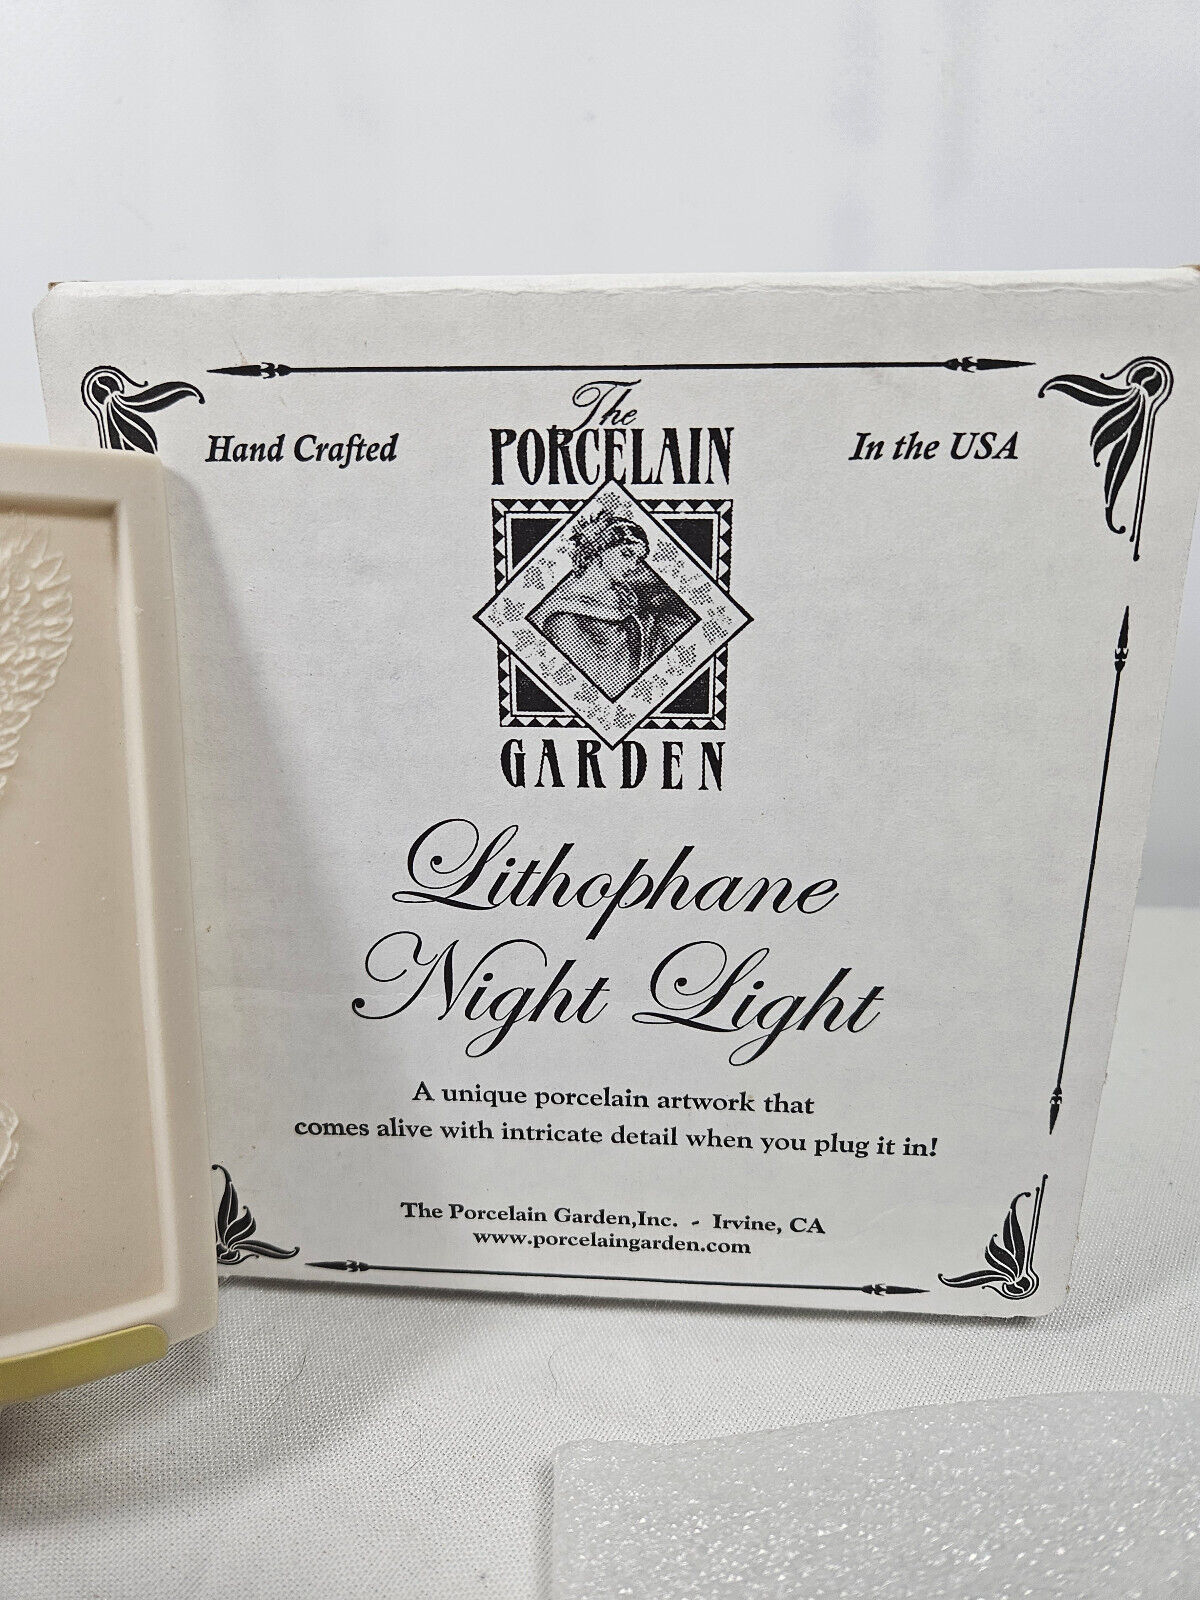 The
PORCELAIN
Hand Crafted
In the USA
GARDEN
Lithophane
Night Light
A unique porcelain artwork that
comes alive with intricate detail when you plug it in!
The Porcelain Garden,Inc. - Irvine, CA
www.porcelaingarden.com